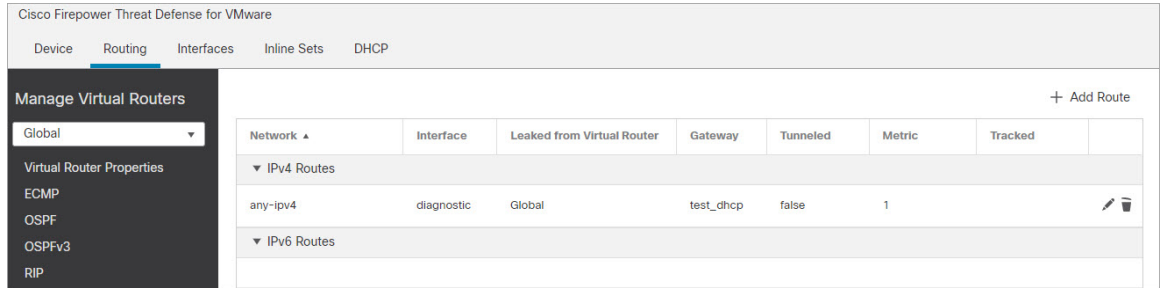 Cisco Firepower Threat Defense for VMware
Device Routing Interfaces Inline Sets DHCP
Manage Virtual Routers
Global
Virtual Router Properties
ECMP
OSPF
OSPFv3
RIP
+ Add Route
Network Interface Leaked from Virtual Router Gateway Tunneled Metric Tracked
IPv4 Routes
any-ipv4 diagnostic Global test_dhcp false 1
IPv6 Routes